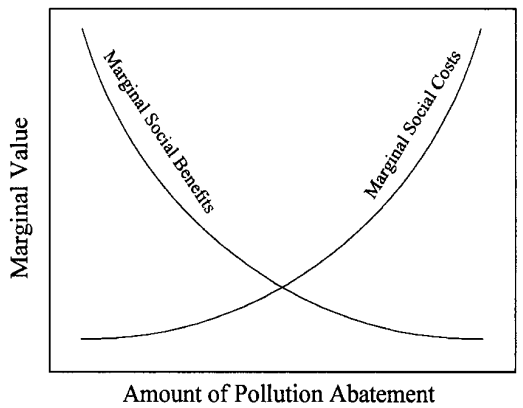 Marginal Value
Marginal Social Benefits
Marginal Social Costs
Amount of Pollution Abatement